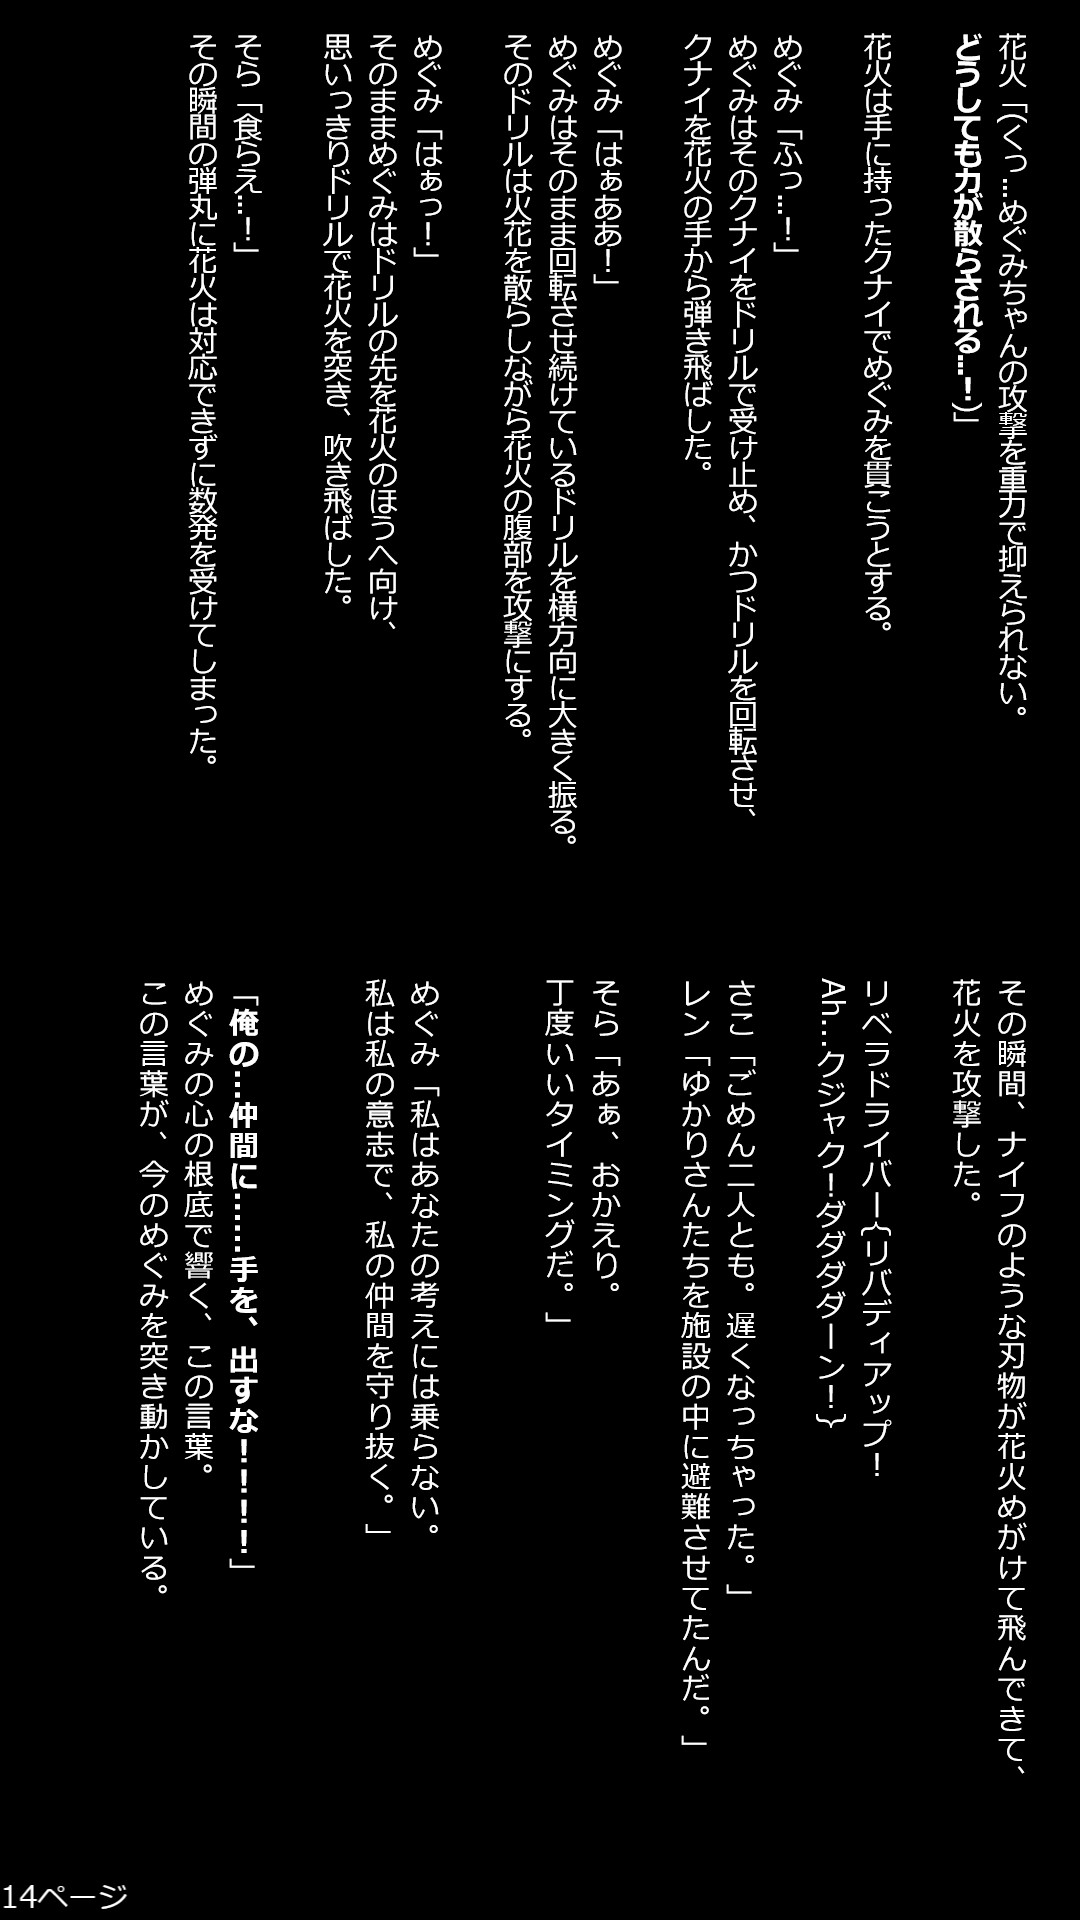 花火「(くっ…めぐみちゃんの攻撃を重力で抑えられない。
どうしても力が散らされる…！)」
花火は手に持ったクナイでめぐみを貫こうとする。
めぐみ「ふっ…！」
めぐみはそのクナイをドリルで受け止め、かつドリルを回転させ、
クナイを花火の手から弾き飛ばした。
めぐみ「はぁああ！」
めぐみはそのまま回転させ続けているドリルを横方向に大きく振る。
そのドリルは火花を散らしながら花火の腹部を攻撃にする。
めぐみ「はぁっ！」
そのままめぐみはドリルの先を花火のほうへ向け、
思いっきりドリルで花火を突き、吹き飛ばした。
そら「食らえ…！」
その瞬間の弾丸に花火は対応できずに数発を受けてしまった。
その瞬間、ナイフのような刃物が花火めがけて飛んできて、
花火を攻撃した。
リベラドライバー{リバディアップ！
Ah…クジャク！ダダダダーン！}
さこ「ごめん二人とも。遅くなっちゃった。」
レン「ゆかりさんたちを施設の中に避難させてたんだ。」
そら「あぁ、おかえり。
丁度いいタイミングだ。」
めぐみ「私はあなたの考えには乗らない。
私は私の意志で、私の仲間を守り抜く。」
「俺の…仲間に……手を、出すな！！！！」
めぐみの心の根底で響く、この言葉。
この言葉が、今のめぐみを突き動かしている。
14ページ